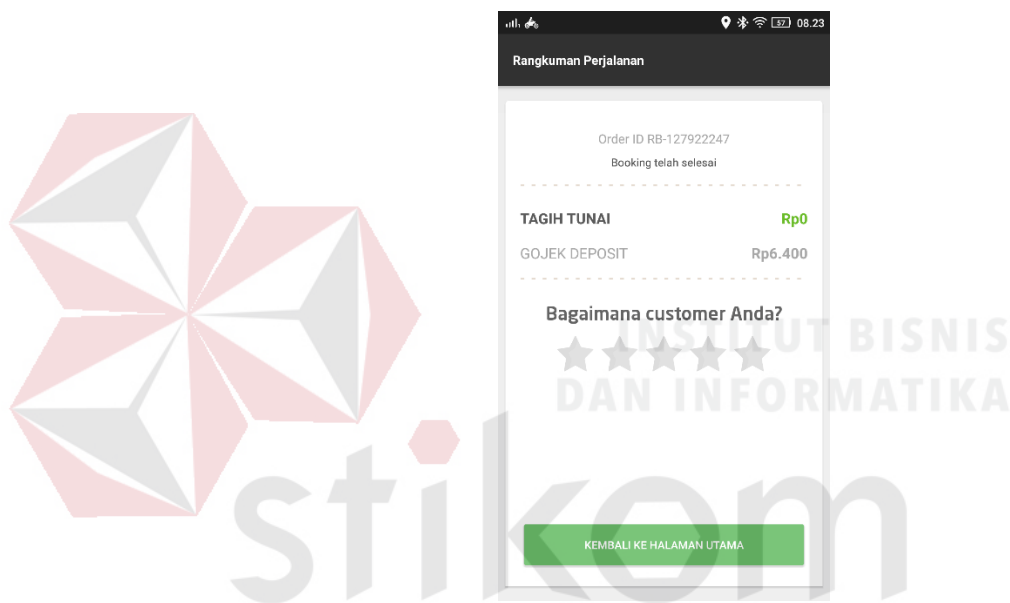 57 08.23
Rangkuman Perjalanan
Order ID RB-127922247
Booking telah selesai
TAGIH TUNAI Rp0
GOJEK DEPOSIT Rp6.400
Bagaimana customer Anda?
INSTITUT BISNIS
DAN INFORMATIKA
stikom
KEMBALI KE HALAMAN UTAMA